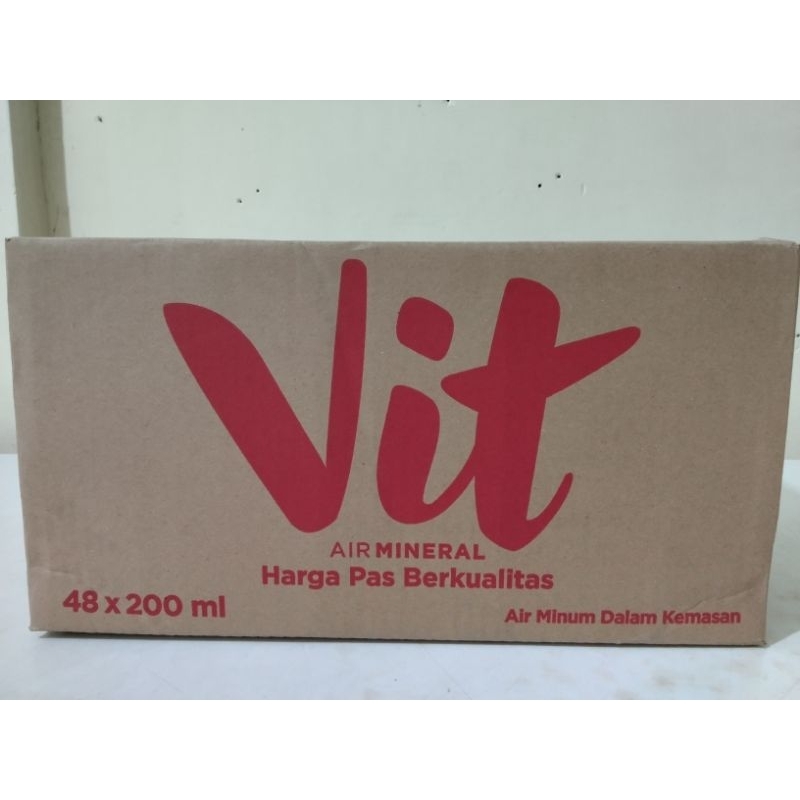 Vit
AIR MINERAL
Harga Pas Berkualitas
48 x 200 ml
Air Minum Dalam Kemasan